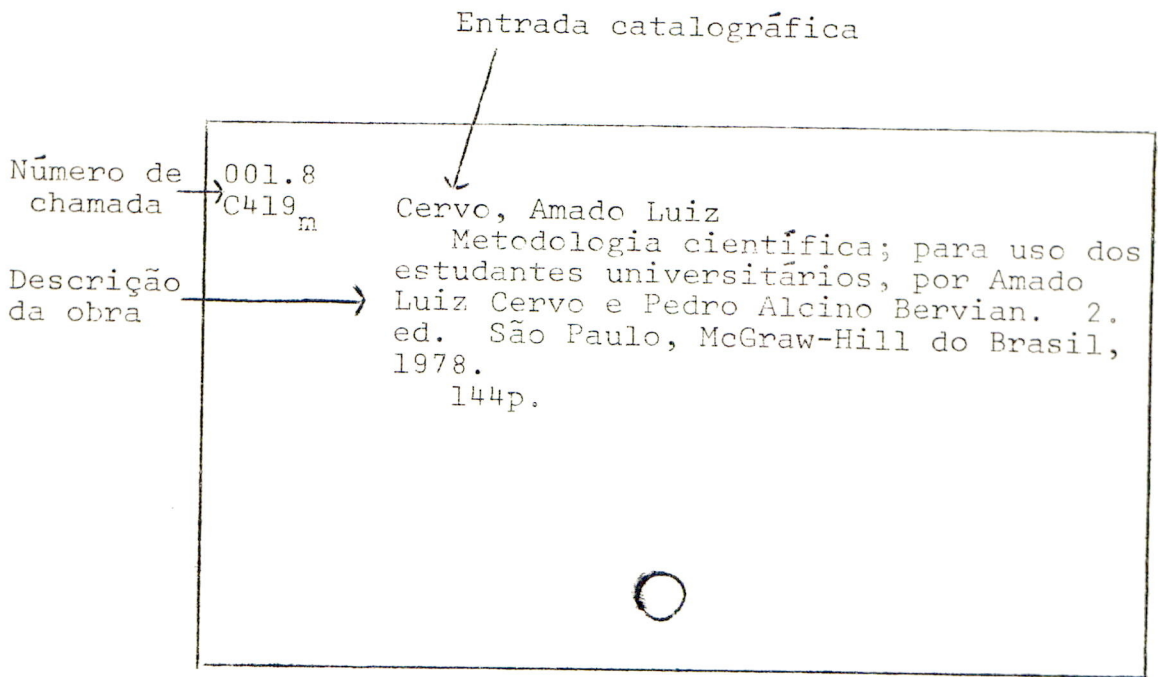 Entrada catalográfica
Número de
chamada
001.8
C419m
Cervo, Amado Luiz
Metodologia científica; para uso dos
estudantes universitários, por Amado
Luiz Cervo e Pedro Alcino Bervian. 2.
ed. São Paulo, McGraw-Hill do Brasil,
1978.
144p.
Descrição
da obra